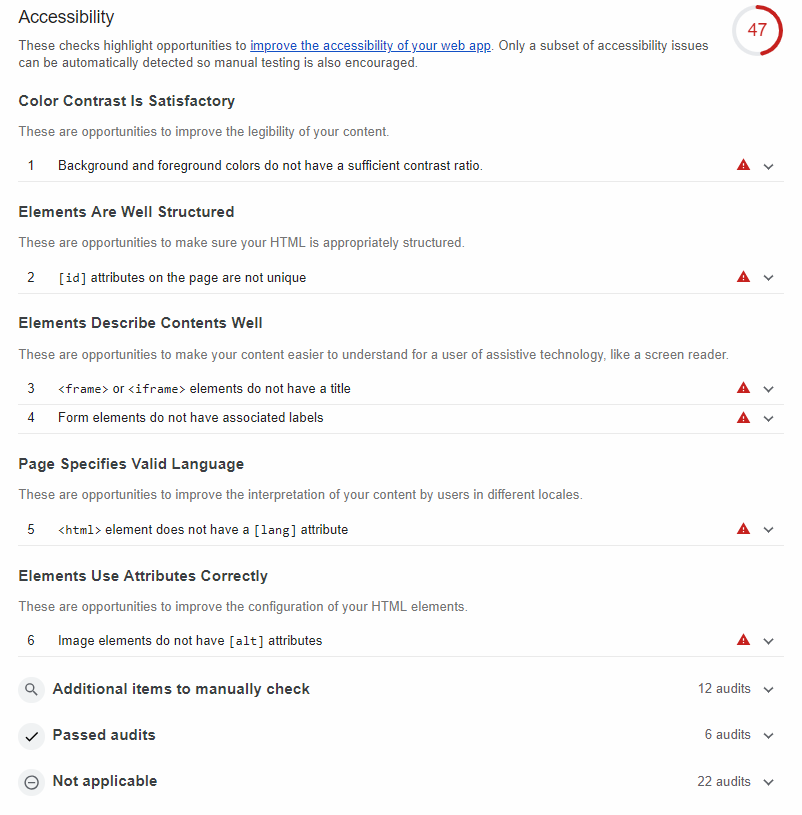 Accessibility
47
These checks highlight opportunities to improve the accessibility of your web app. Only a subset of accessibility issues
can be automatically detected so manual testing is also encouraged.
Color Contrast Is Satisfactory
These are opportunities to improve the legibility of your content.
1 Background and foreground colors do not have a sufficient contrast ratio.
Elements Are Well Structured
These are opportunities to make sure your HTML is appropriately structured.
2 [id] attributes on the page are not unique
Elements Describe Contents Well
These are opportunities to make your content easier to understand for a user of assistive technology, like a screen reader.
3 <frame> or <iframe> elements do not have a title
4 Form elements do not have associated labels
Page Specifies Valid Language
These are opportunities to improve the interpretation of your content by users in different locales.
5 <html> element does not have a [lang] attribute
Elements Use Attributes Correctly
These are opportunities to improve the configuration of your HTML elements.
6 Image elements do not have [alt] attributes
Additional items to manually check 12 audits
Passed audits 6 audits
Not applicable 22 audits